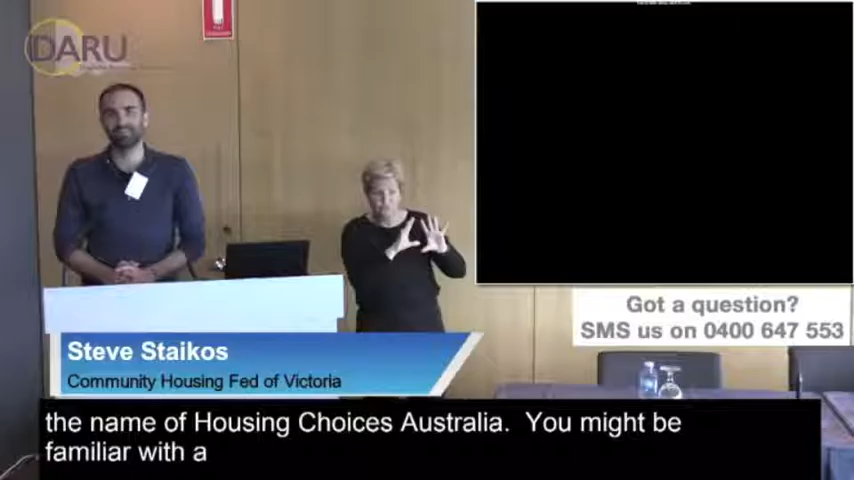 DARU
Got a question?
SMS us on 0400 647 553
Steve Staikos
Community Housing Fed of Victoria
the name of Housing Choices Australia.  You might be
familiar with a